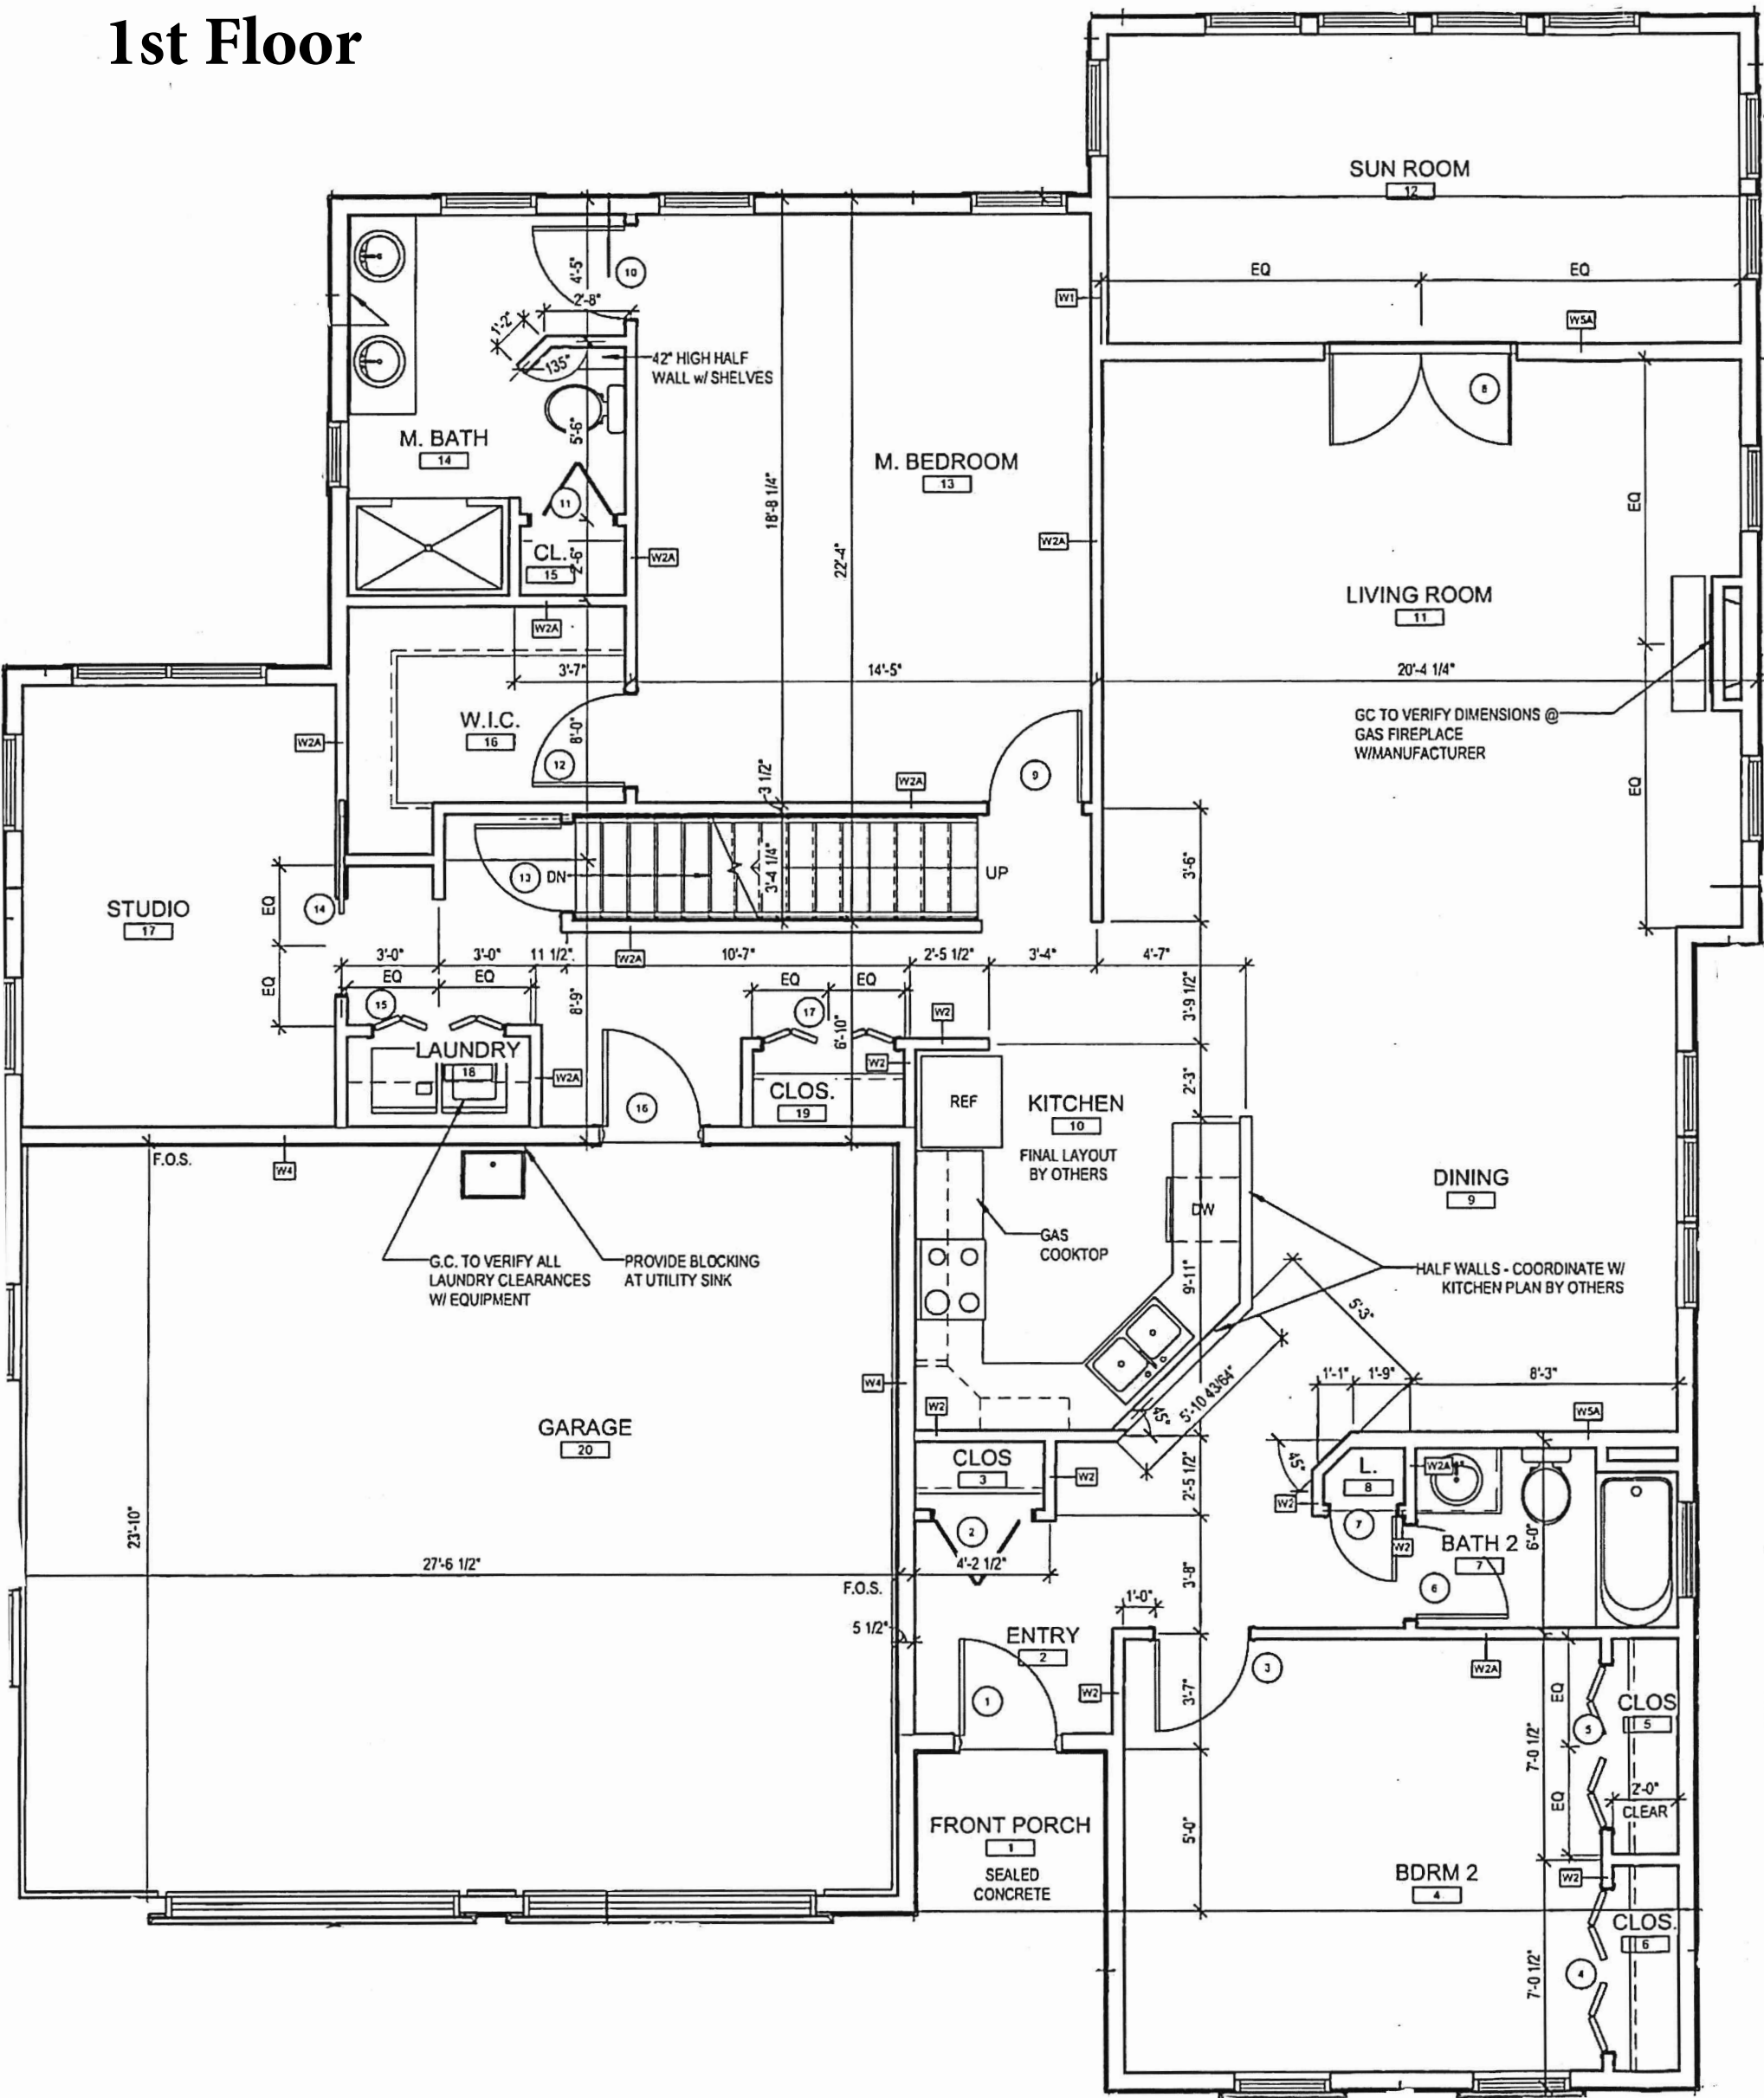 1st Floor
SUN ROOM
12
EQ
EQ
W1
W5A
10
4'-5"
2'-8"
1'-2"
135°
42" HIGH HALF
WALL w/ SHELVES
8
M. BATH
14
5'-6"
M. BEDROOM
13
18'-8 1/4"
22'-4"
EQ
11
CL.
15
2'-6"
W2A
W2A
W2A
LIVING ROOM
11
3'-7"
14'-5"
20'-4 1/4"
W.I.C.
16
8'-0"
12
W2A
GC TO VERIFY DIMENSIONS @
GAS FIREPLACE
W/MANUFACTURER
3 1/2"
W2A
9
EQ
13
DN
3'-4 1/4"
UP
3'-6"
STUDIO
17
EQ
14
W2A
3'-0"
3'-0"
11 1/2"
10'-7"
2'-5 1/2"
3'-4"
4'-7"
EQ
EQ
EQ
15
8'-9"
EQ
EQ
17
6'-10"
W2
3'-9 1/2"
LAUNDRY
18
W2A
W2
CLOS.
19
16
REF
KITCHEN
10
FINAL LAYOUT
BY OTHERS
2'-3"
F.O.S.
W4
DINING
9
DW
GAS
COOKTOP
G.C. TO VERIFY ALL
LAUNDRY CLEARANCES
W/ EQUIPMENT
PROVIDE BLOCKING
AT UTILITY SINK
9'-11"
HALF WALLS - COORDINATE W/
KITCHEN PLAN BY OTHERS
5'-3"
W4
1'-1"
1'-9"
8'-3"
5'-10 43/64"
45°
W2
W5A
GARAGE
20
CLOS
3
W2
2'-5 1/2"
45°
L.
8
W2A
W2
23'-10"
2
7
W2
BATH 2
7
6'-0"
27'-6 1/2"
F.O.S.
4'-2 1/2"
3'-8"
6
1'-0"
5 1/2"
ENTRY
2
W2
1
3'-7"
3
W2A
EQ
CLOS
5
5
7'-0 1/2"
EQ
2'-0"
CLEAR
FRONT PORCH
1
SEALED
CONCRETE
5'-0"
BDRM 2
4
W2
CLOS.
6
4
7'-0 1/2"